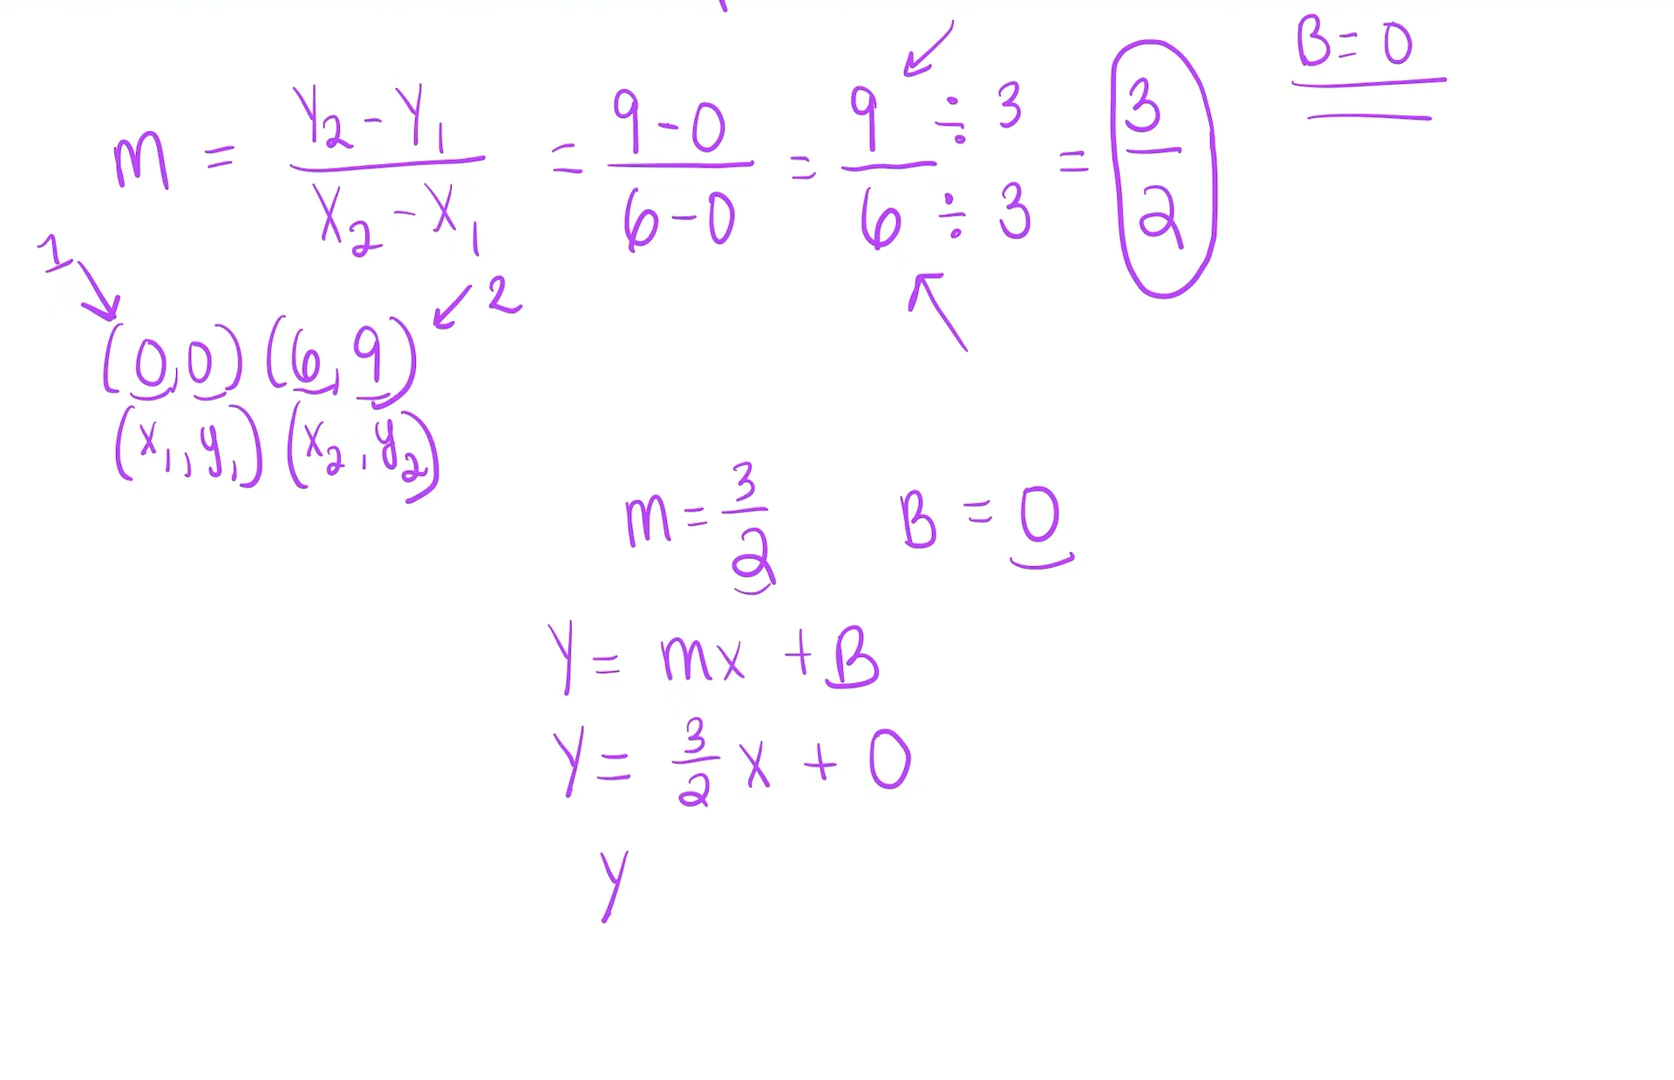 B = 0
m = Y₂ - Y₁ / X₂ - X₁ = 9 - 0 / 6 - 0 = 9 ÷ 3 / 6 ÷ 3 = 3/2
1
2
(0,0) (6,9)
(x₁,y₁) (x₂,y₂)
m = 3/2 B = 0
Y = mx + B
Y = 3/2 X + 0
y